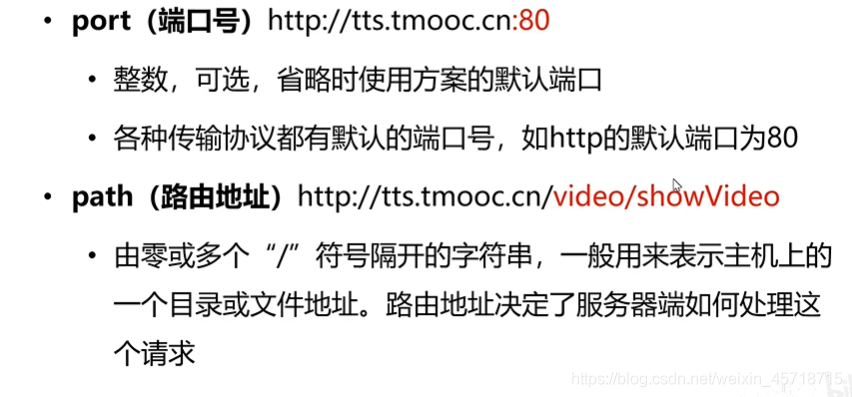 • port（端口号）http://tts.tmooc.cn:80
• 整数，可选，省略时使用方案的默认端口
• 各种传输协议都有默认的端口号，如http的默认端口为80
• path（路由地址）http://tts.tmooc.cn/video/showVideo
• 由零或多个“/”符号隔开的字符串，一般用来表示主机上的
一个目录或文件地址。路由地址决定了服务器端如何处理这
个请求
https://blog.csdn.net/weixin_45718715